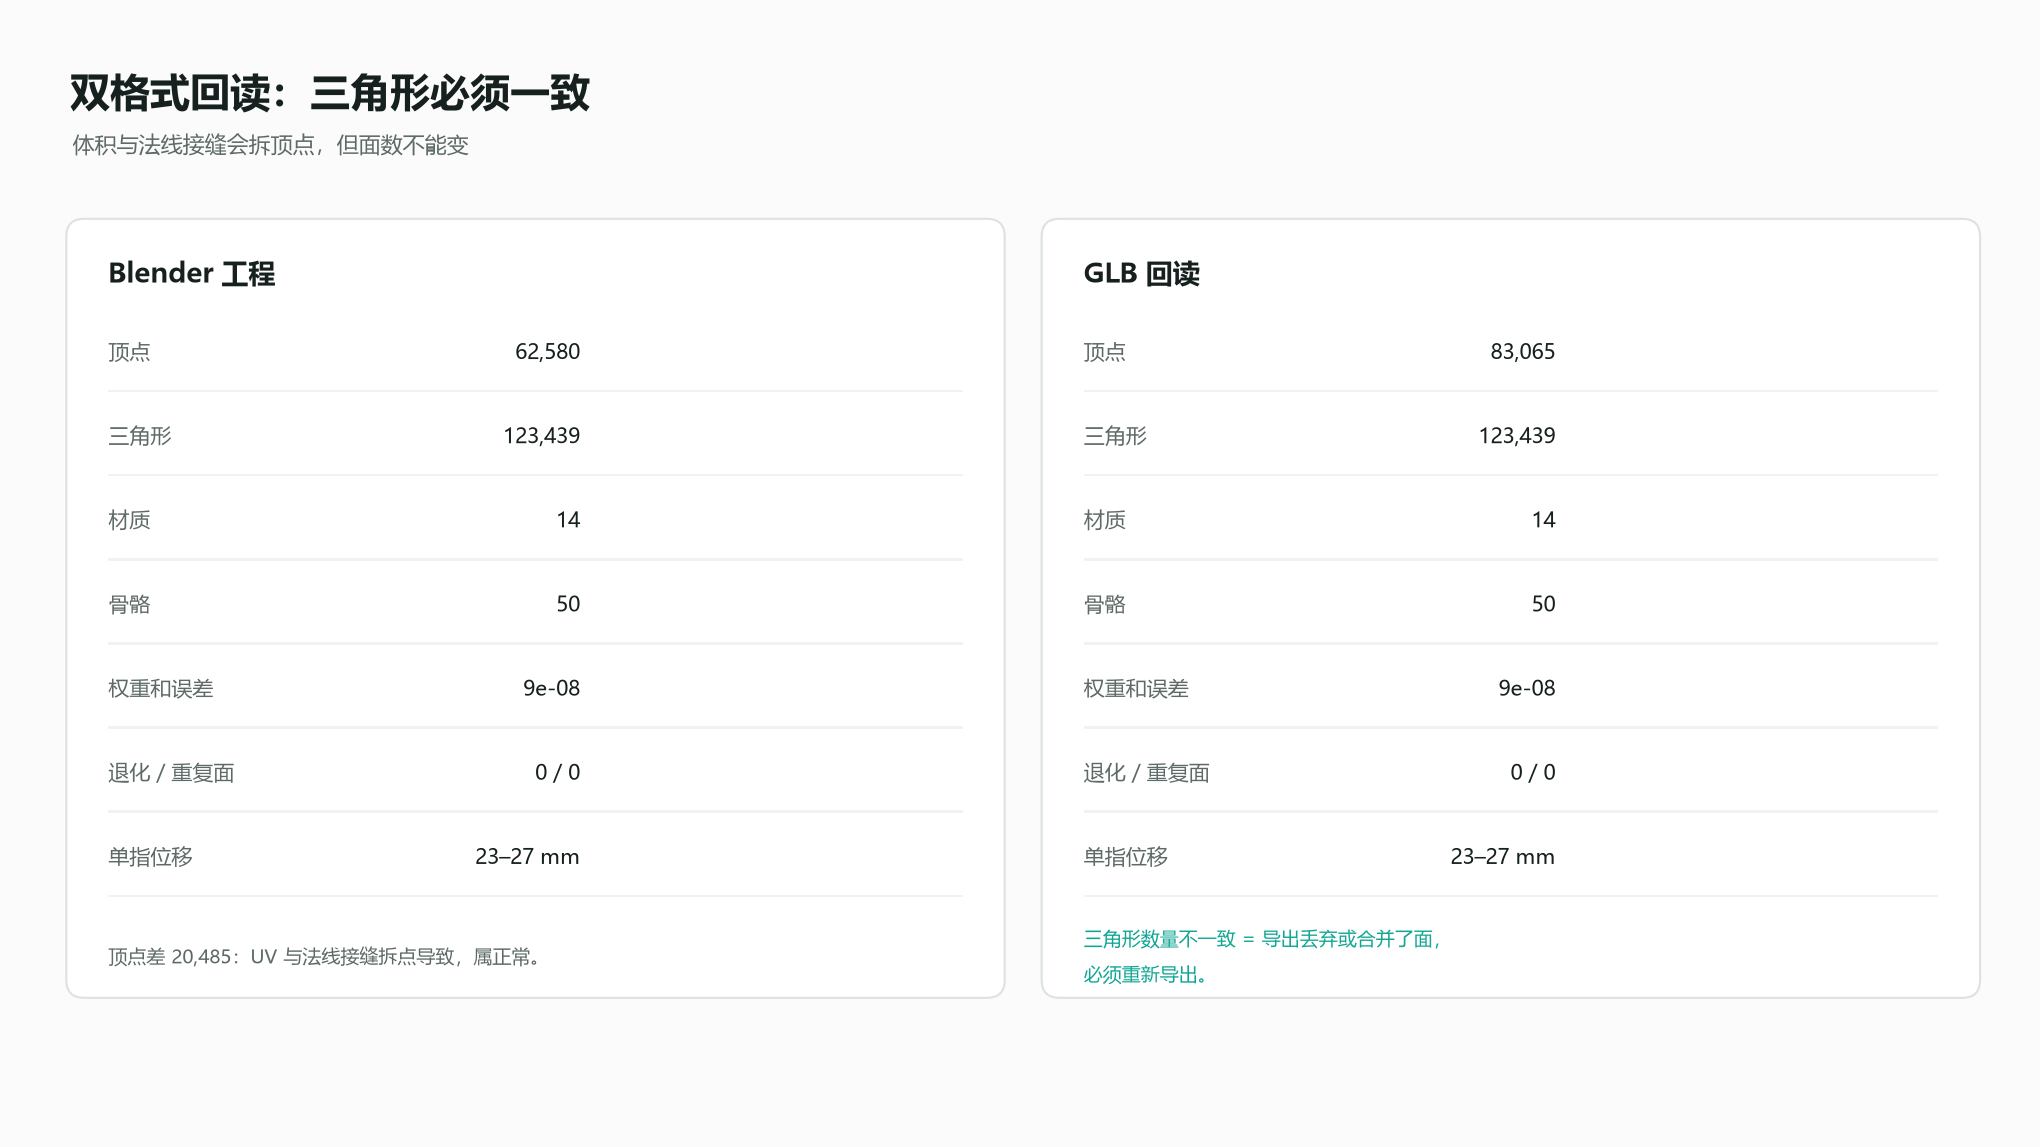 双格式回读：三角形必须一致
体积与法线接缝会拆顶点，但面数不能变
Blender 工程
顶点 62,580
三角形 123,439
材质 14
骨骼 50
权重和误差 9e-08
退化 / 重复面 0 / 0
单指位移 23–27 mm
顶点差 20,485：UV 与法线接缝拆点导致，属正常。
GLB 回读
顶点 83,065
三角形 123,439
材质 14
骨骼 50
权重和误差 9e-08
退化 / 重复面 0 / 0
单指位移 23–27 mm
三角形数量不一致 = 导出丢弃或合并了面，
必须重新导出。